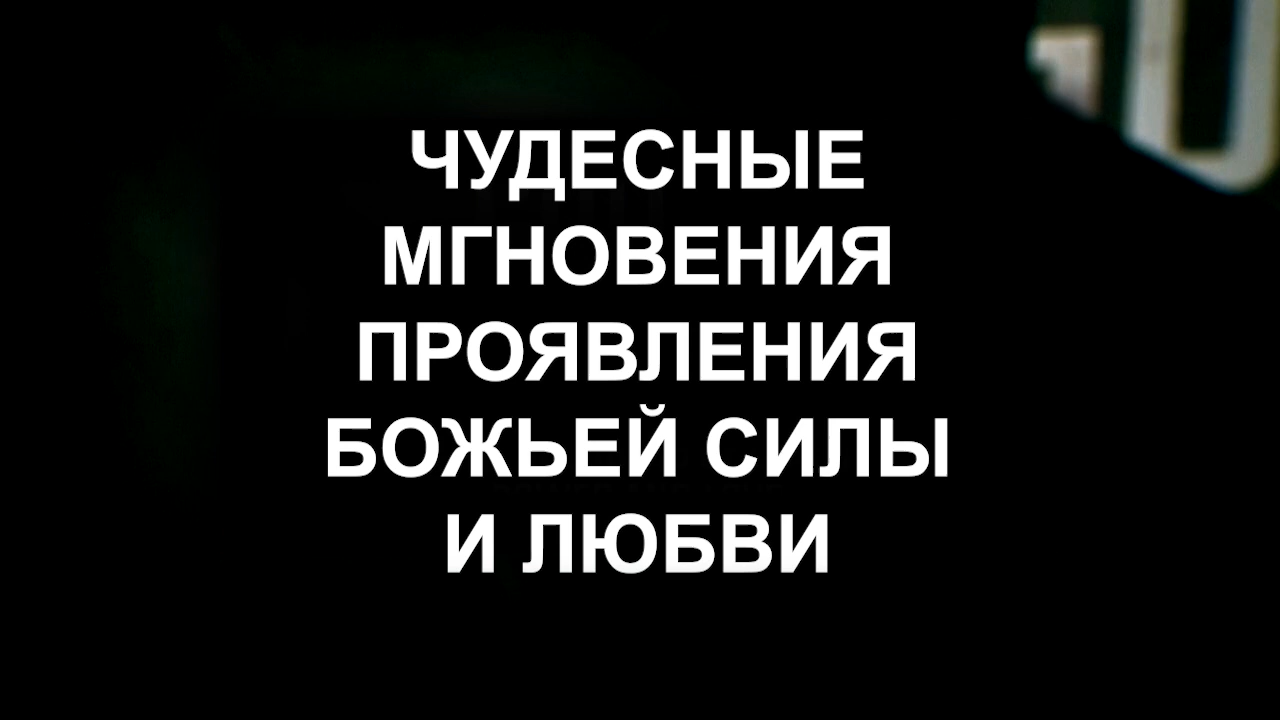 ЧУДЕСНЫЕ
МГНОВЕНИЯ
ПРОЯВЛЕНИЯ
БОЖЬЕЙ СИЛЫ
И ЛЮБВИ